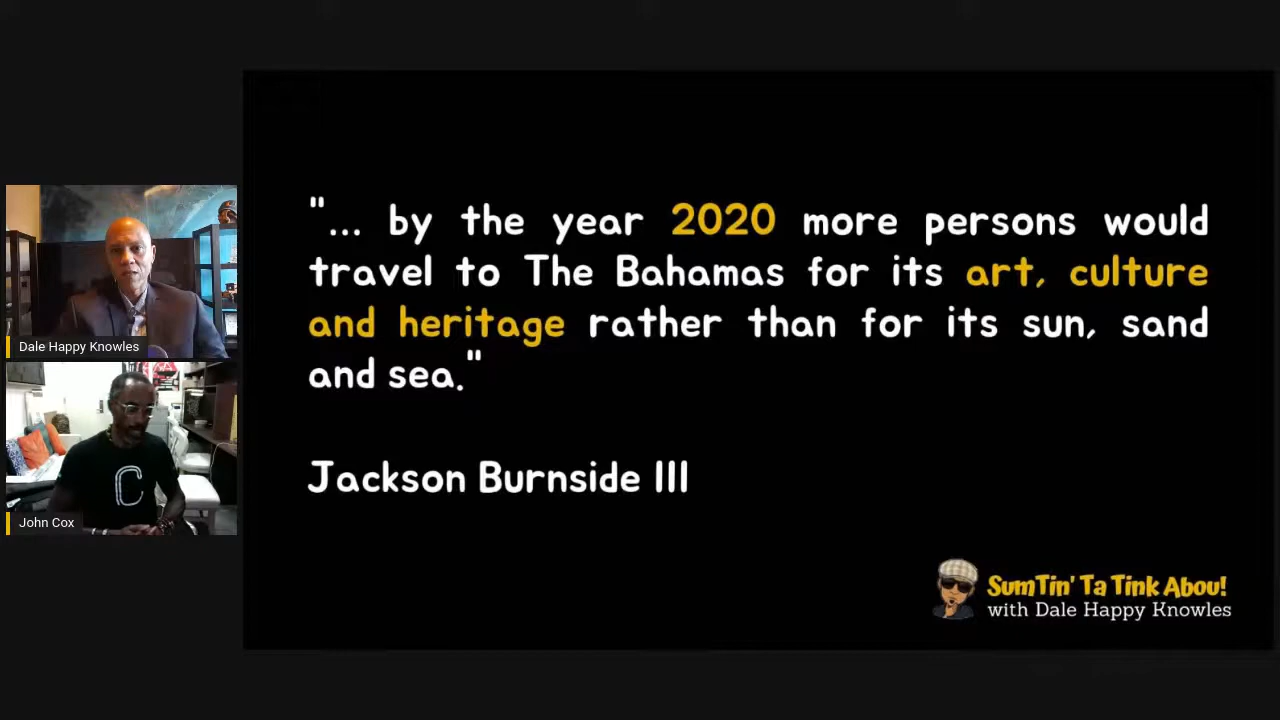 "... by the year 2020 more persons would
travel to The Bahamas for its art, culture
and heritage rather than for its sun, sand
and sea."
Jackson Burnside III
Dale Happy Knowles
C
John Cox
SumTin' Ta Tink Abou!
with Dale Happy Knowles